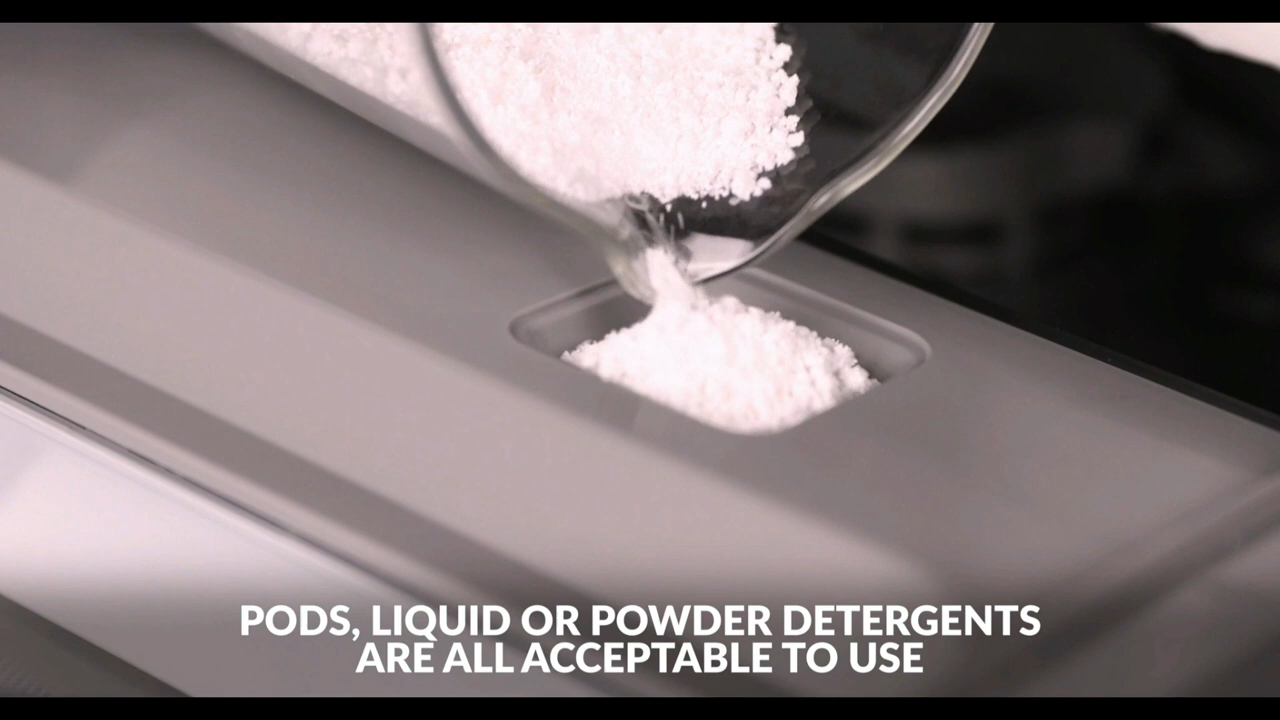 PODS, LIQUID OR POWDER DETERGENTS
ARE ALL ACCEPTABLE TO USE